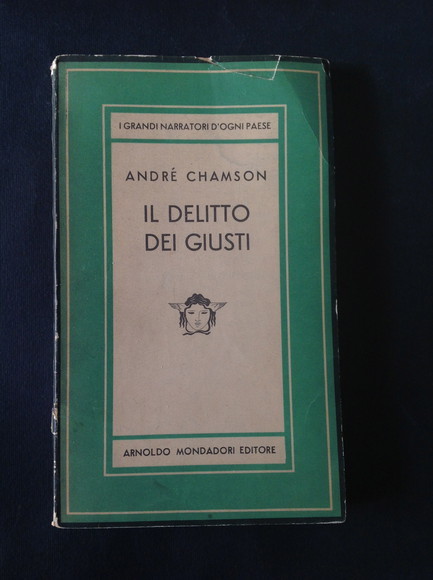 I GRANDI NARRATORI D'OGNI PAESE
ANDRÉ CHAMSON
IL DELITTO
DEI GIUSTI
ARNOLDO MONDADORI EDITORE